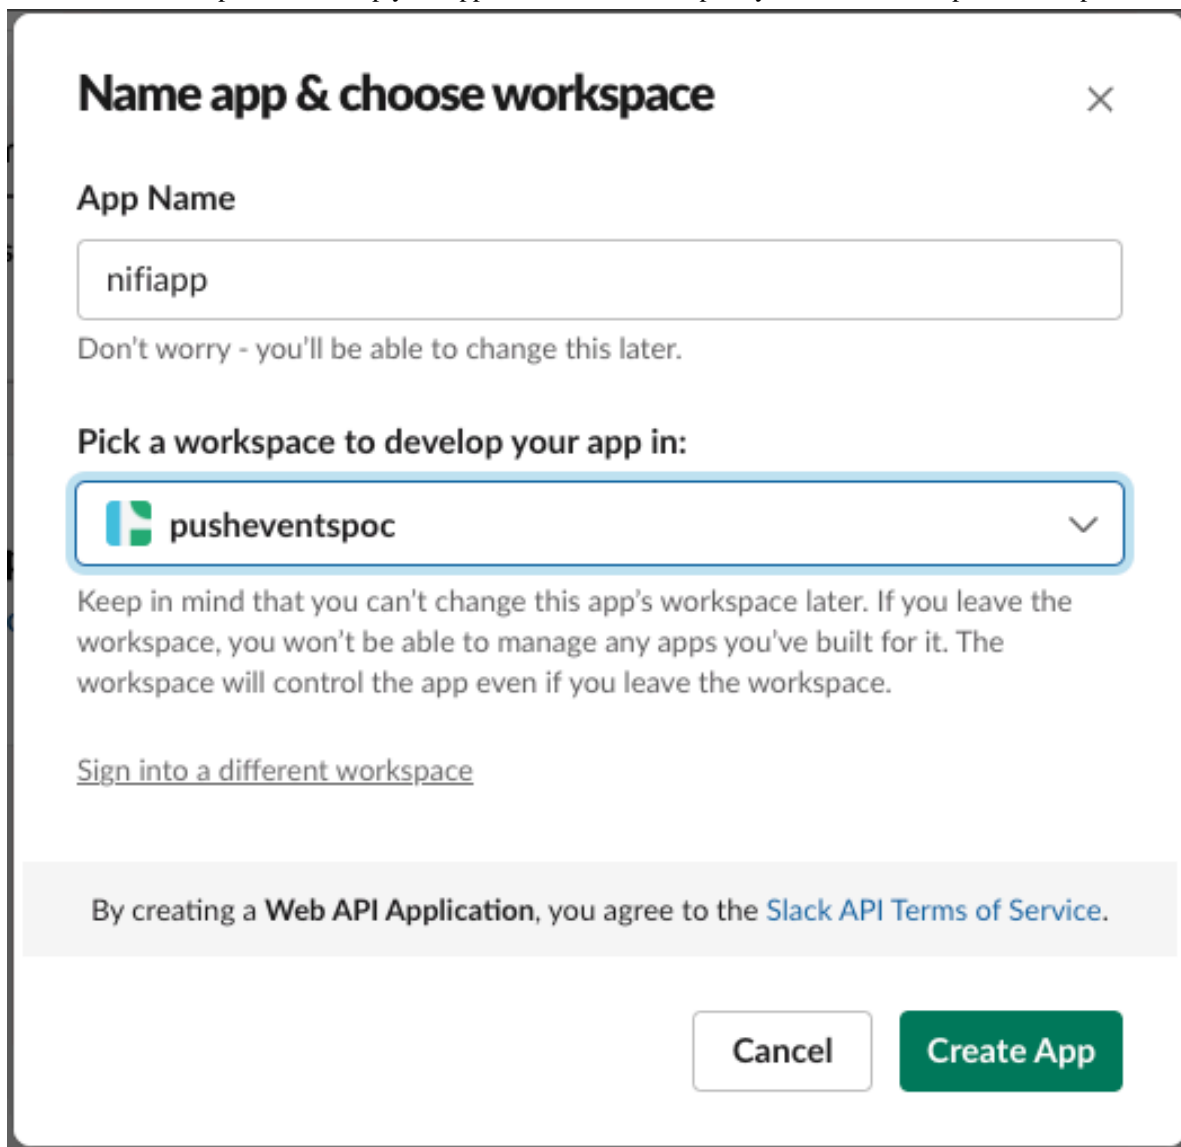 Name app & choose workspace
App Name
nifiapp
Don't worry - you'll be able to change this later.
Pick a workspace to develop your app in:
pusheventspoc
Keep in mind that you can't change this app's workspace later. If you leave the
workspace, you won't be able to manage any apps you've built for it. The
workspace will control the app even if you leave the workspace.
Sign into a different workspace
By creating a Web API Application, you agree to the Slack API Terms of Service.
Cancel
Create App